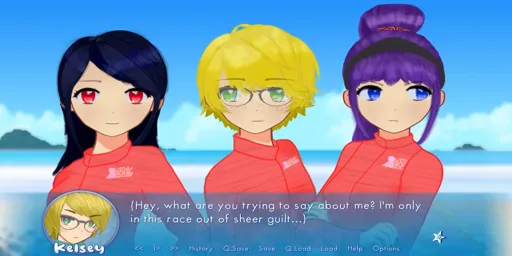 (Hey, what are you trying to say about me? I'm only
in this race out of sheer guilt...)
Kelsey
<< I> >> History Q.Save Save Q.Load Load Help Options